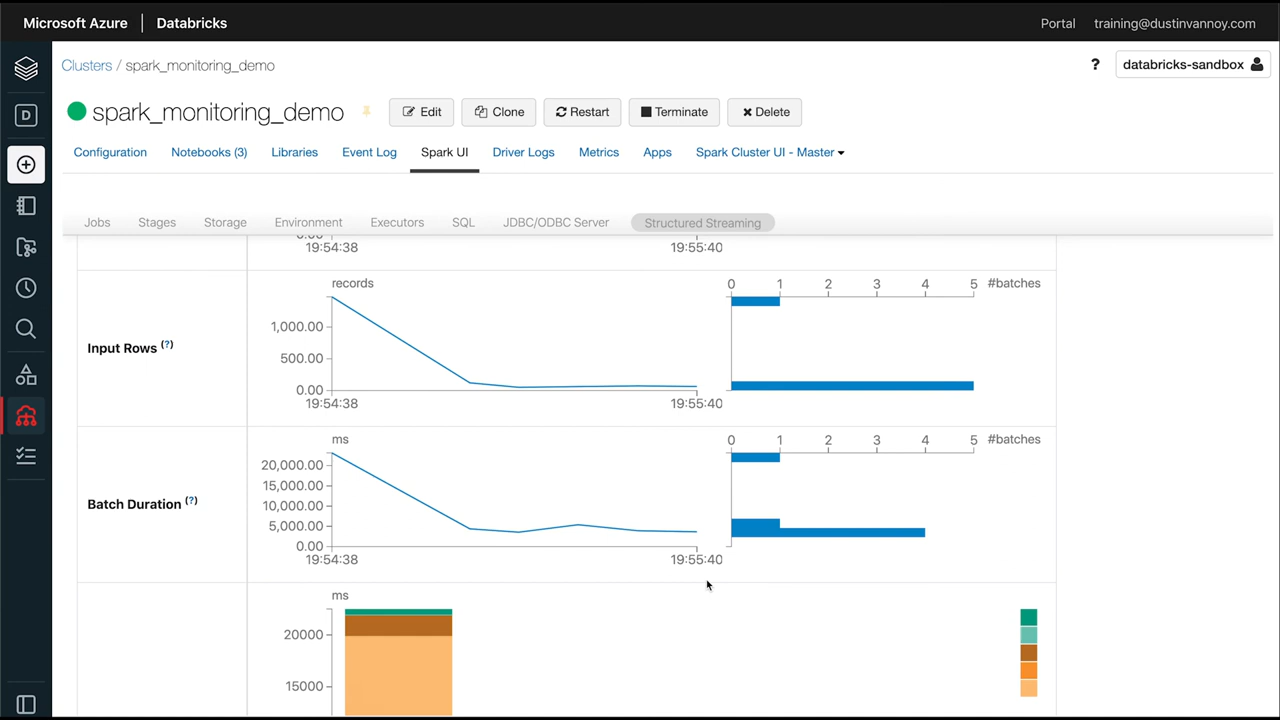 Microsoft Azure | Databricks
Portal training@dustinvannoy.com
Clusters / spark_monitoring_demo
? databricks-sandbox
D
spark_monitoring_demo Edit Clone Restart Terminate Delete
Configuration Notebooks (3) Libraries Event Log Spark UI Driver Logs Metrics Apps Spark Cluster UI - Master
Jobs Stages Storage Environment Executors SQL JDBC/ODBC Server Structured Streaming
19:54:38 19:55:40
records 0 1 2 3 4 5 #batches
1,000.00
Input Rows (?)
500.00
0.00
19:54:38 19:55:40
ms 0 1 2 3 4 5 #batches
20,000.00
15,000.00
Batch Duration (?)
10,000.00
5,000.00
0.00
19:54:38 19:55:40
ms
20000
15000